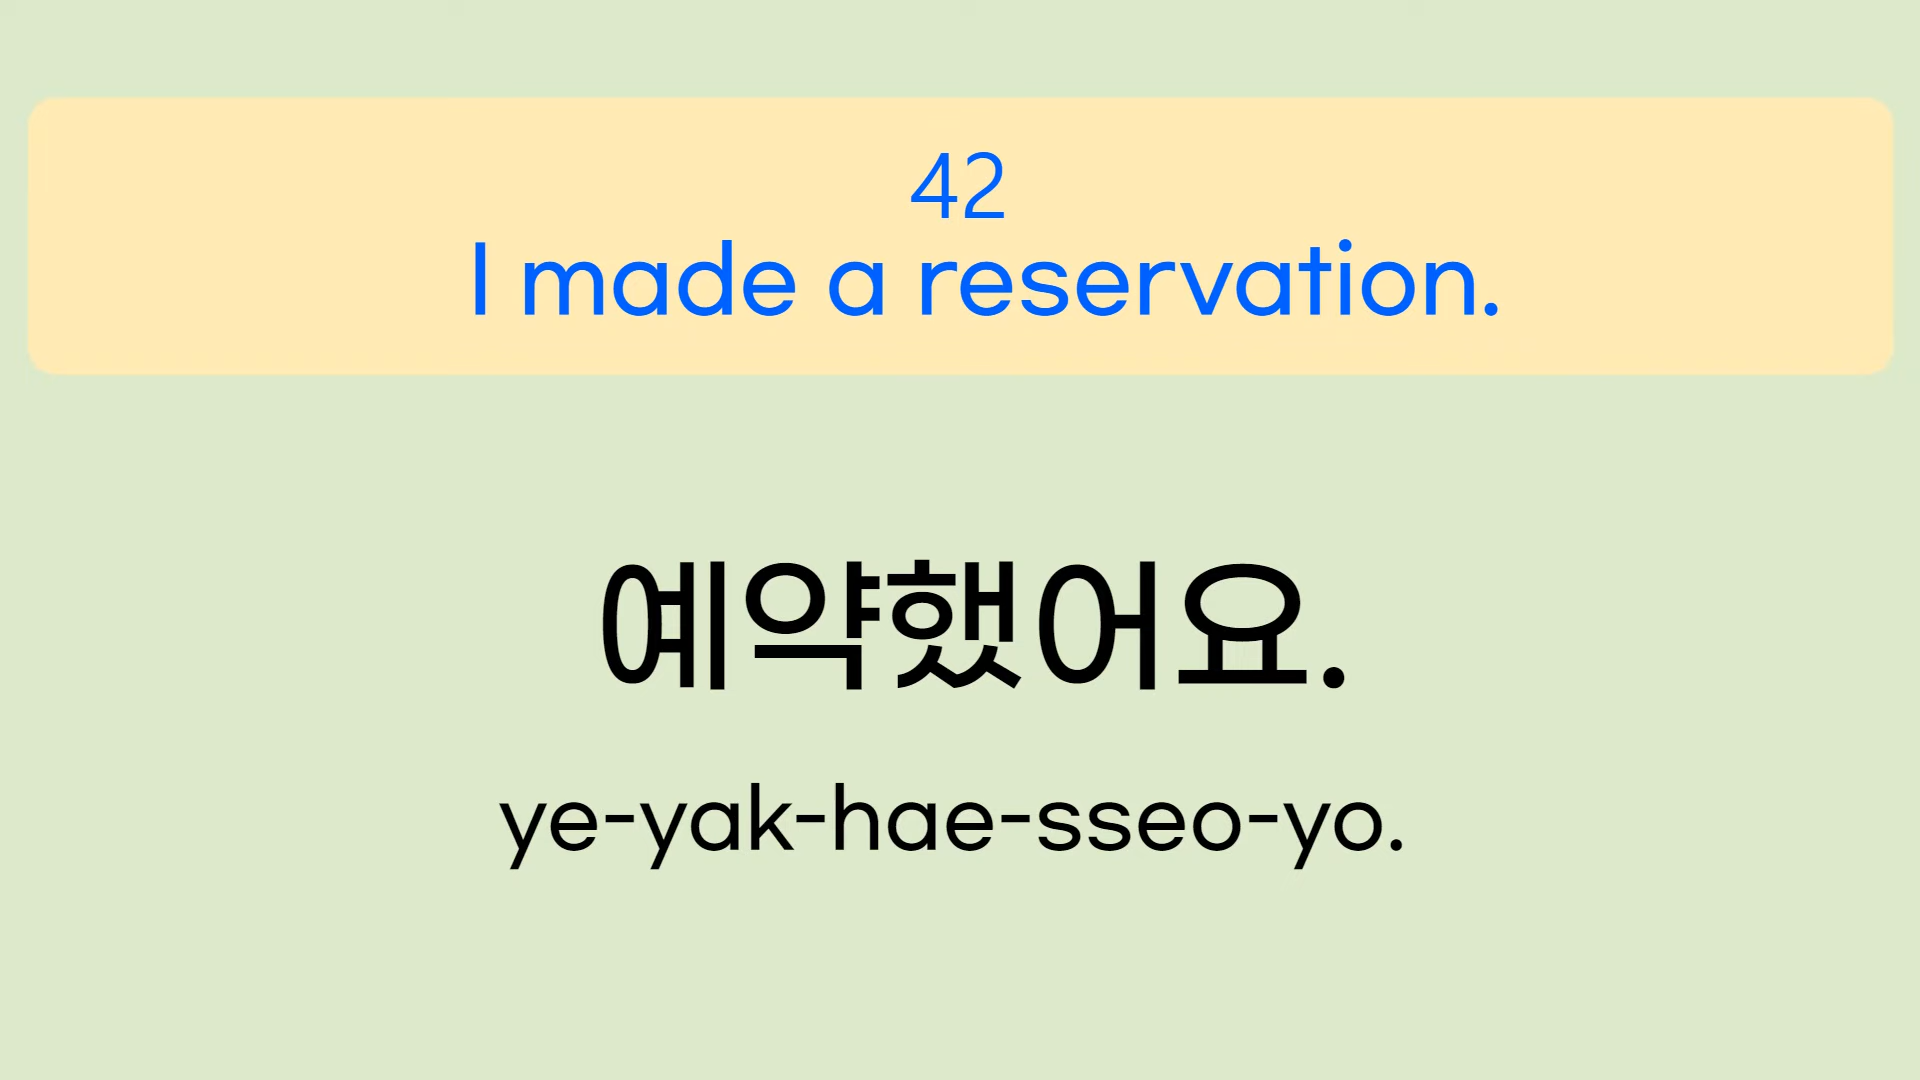 42
I made a reservation.
예약했어요.
ye-yak-hae-sseo-yo.